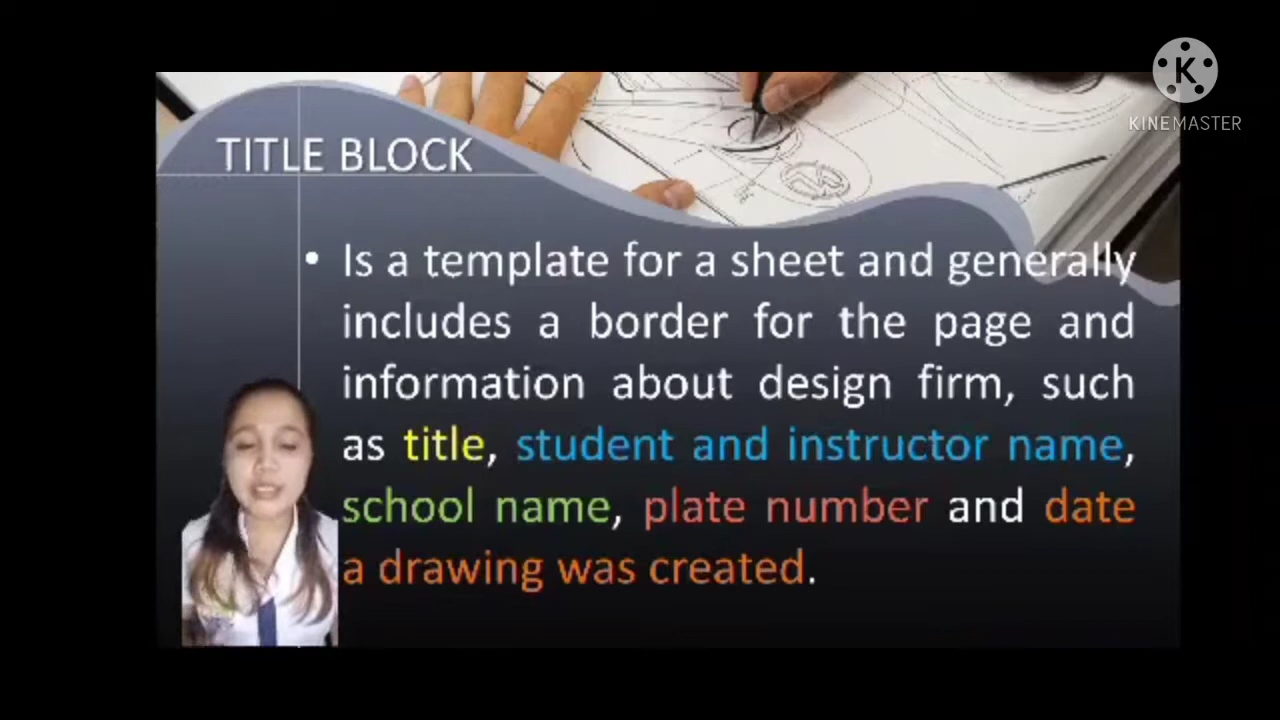 K
KINEMASTER
TITLE BLOCK
• Is a template for a sheet and generally
includes a border for the page and
information about design firm, such
as title, student and instructor name,
school name, plate number and date
a drawing was created.